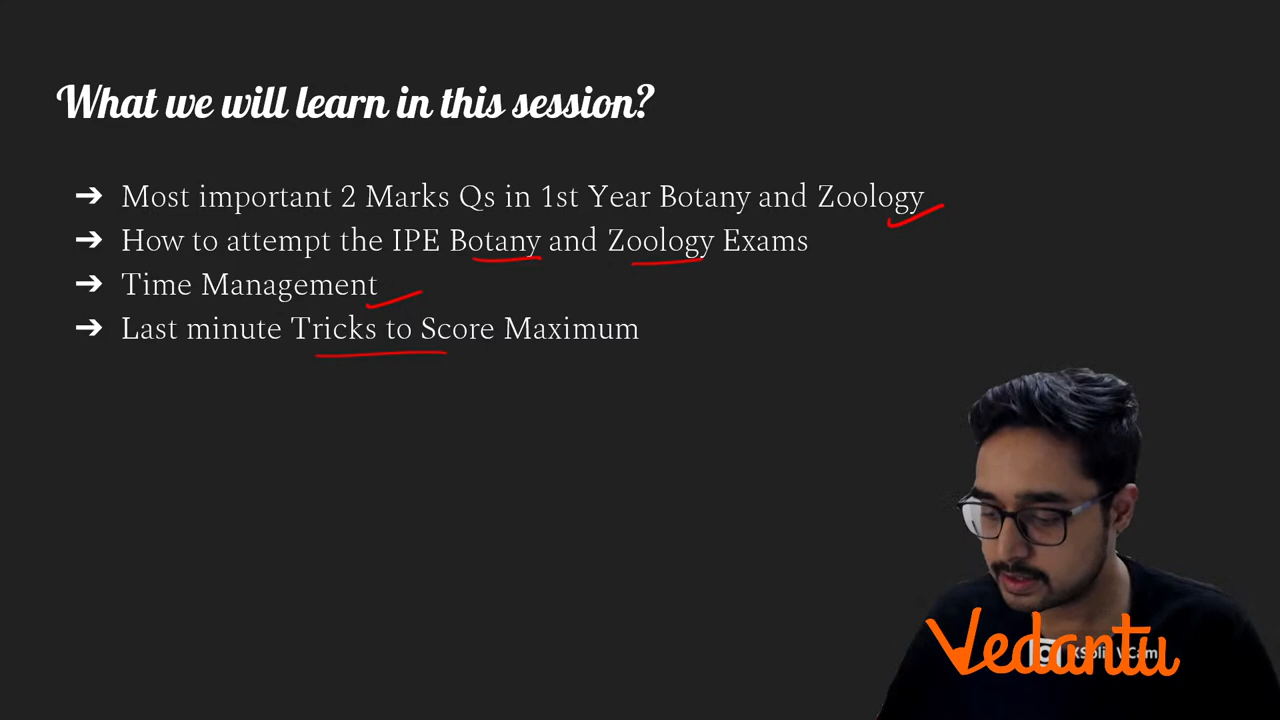 What we will learn in this session?
➔ Most important 2 Marks Qs in 1st Year Botany and Zoology
➔ How to attempt the IPE Botany and Zoology Exams
➔ Time Management
➔ Last minute Tricks to Score Maximum
Vedantu